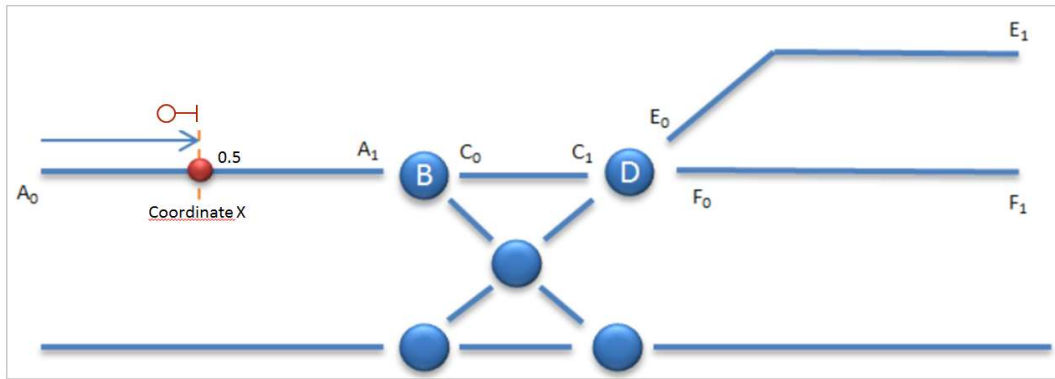 E₁
E₀
0.5
A₁
C₀
C₁
B
D
A₀
Coordinate X
F₀
F₁